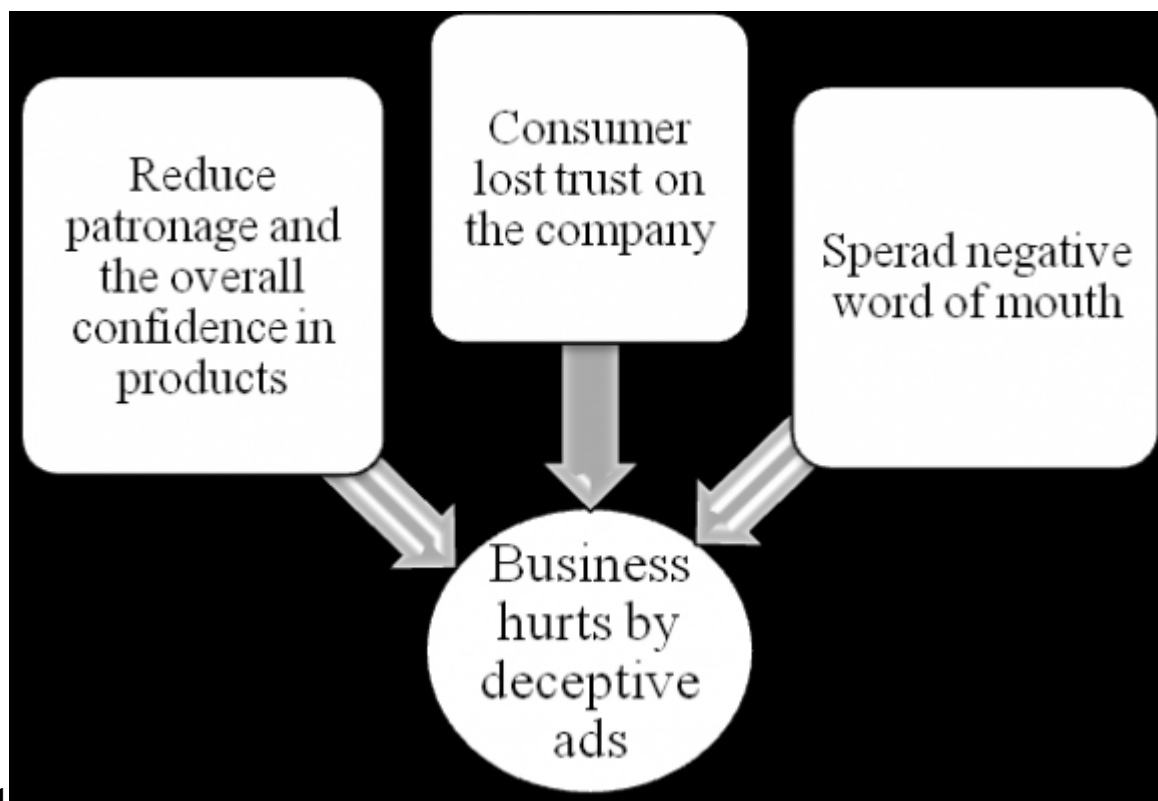 Reduce
patronage and
the overall
confidence in
products
Consumer
lost trust on
the company
Sperad negative
word of mouth
Business
hurts by
deceptive
ads